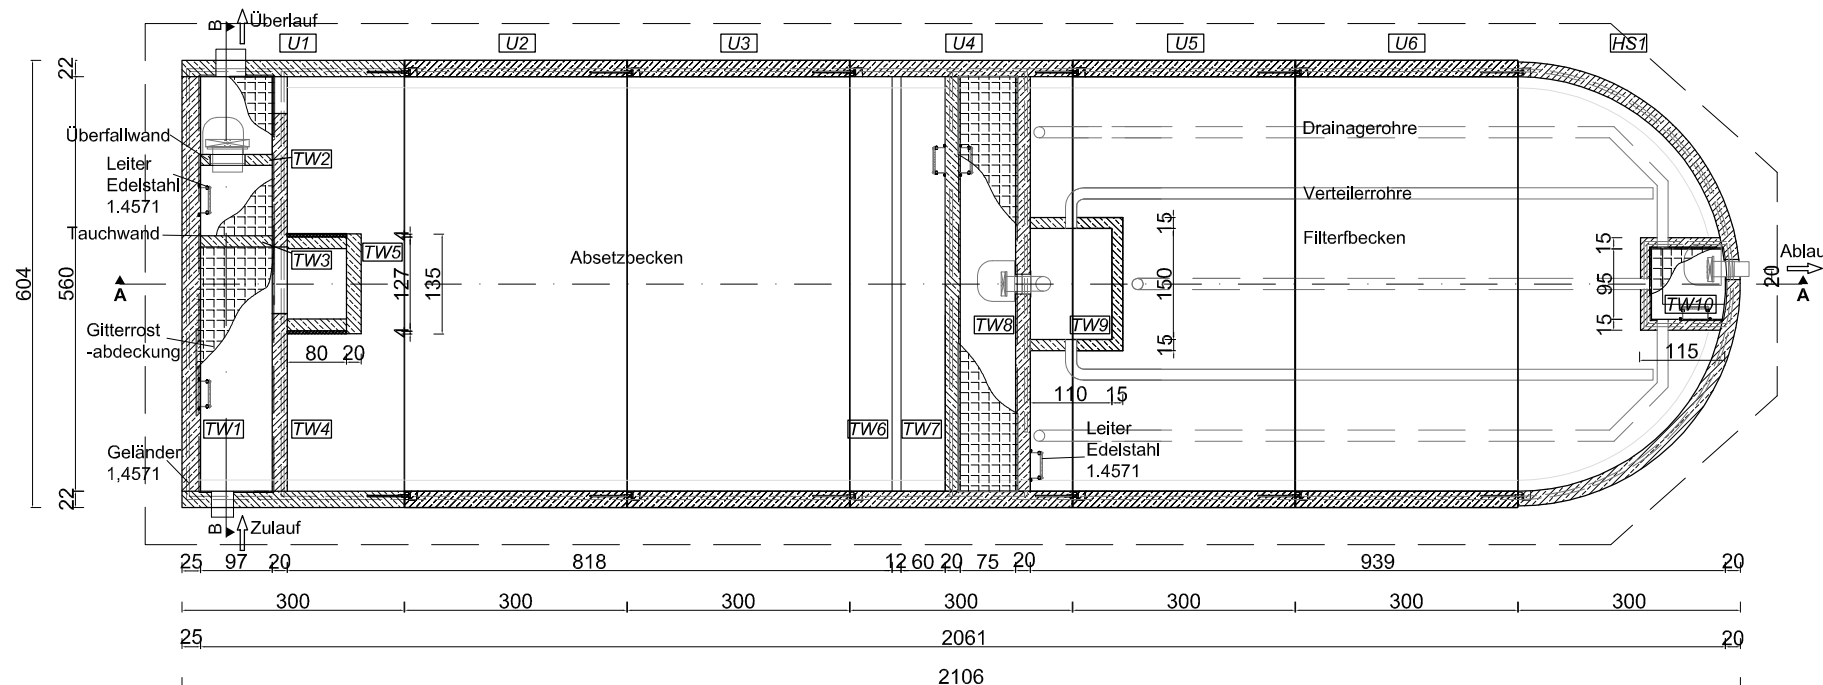 B
Überlauf
U1
U2
U3
U4
U5
U6
HS1
22
604
560
22
Überfallwand
Leiter
Edelstahl
1.4571
Tauchwand
A
Gitterrost
-abdeckung
Geländer
1,4571
TW2
TW3
TW5
TW1
TW4
4
127
4
135
80
20
Absetzbecken
TW6
TW7
TW8
TW9
15
150
15
110
15
Leiter
Edelstahl
1.4571
Drainagerohre
Verteilerrohre
Filterfbecken
15
95
15
TW10
115
20
Ablau
A
B
Zulauf
25
97
20
818
12
60
20
75
20
939
20
300
300
300
300
300
300
300
25
2061
20
2106